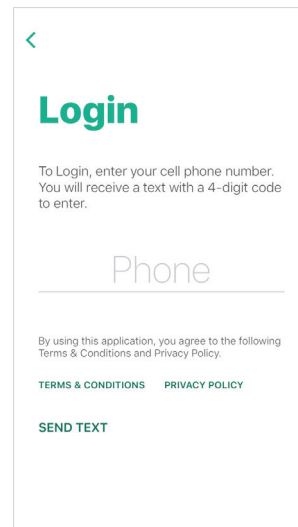 Login
To Login, enter your cell phone number.
You will receive a text with a 4-digit code
to enter.
Phone
By using this application, you agree to the following
Terms & Conditions and Privacy Policy.
TERMS & CONDITIONS PRIVACY POLICY
SEND TEXT